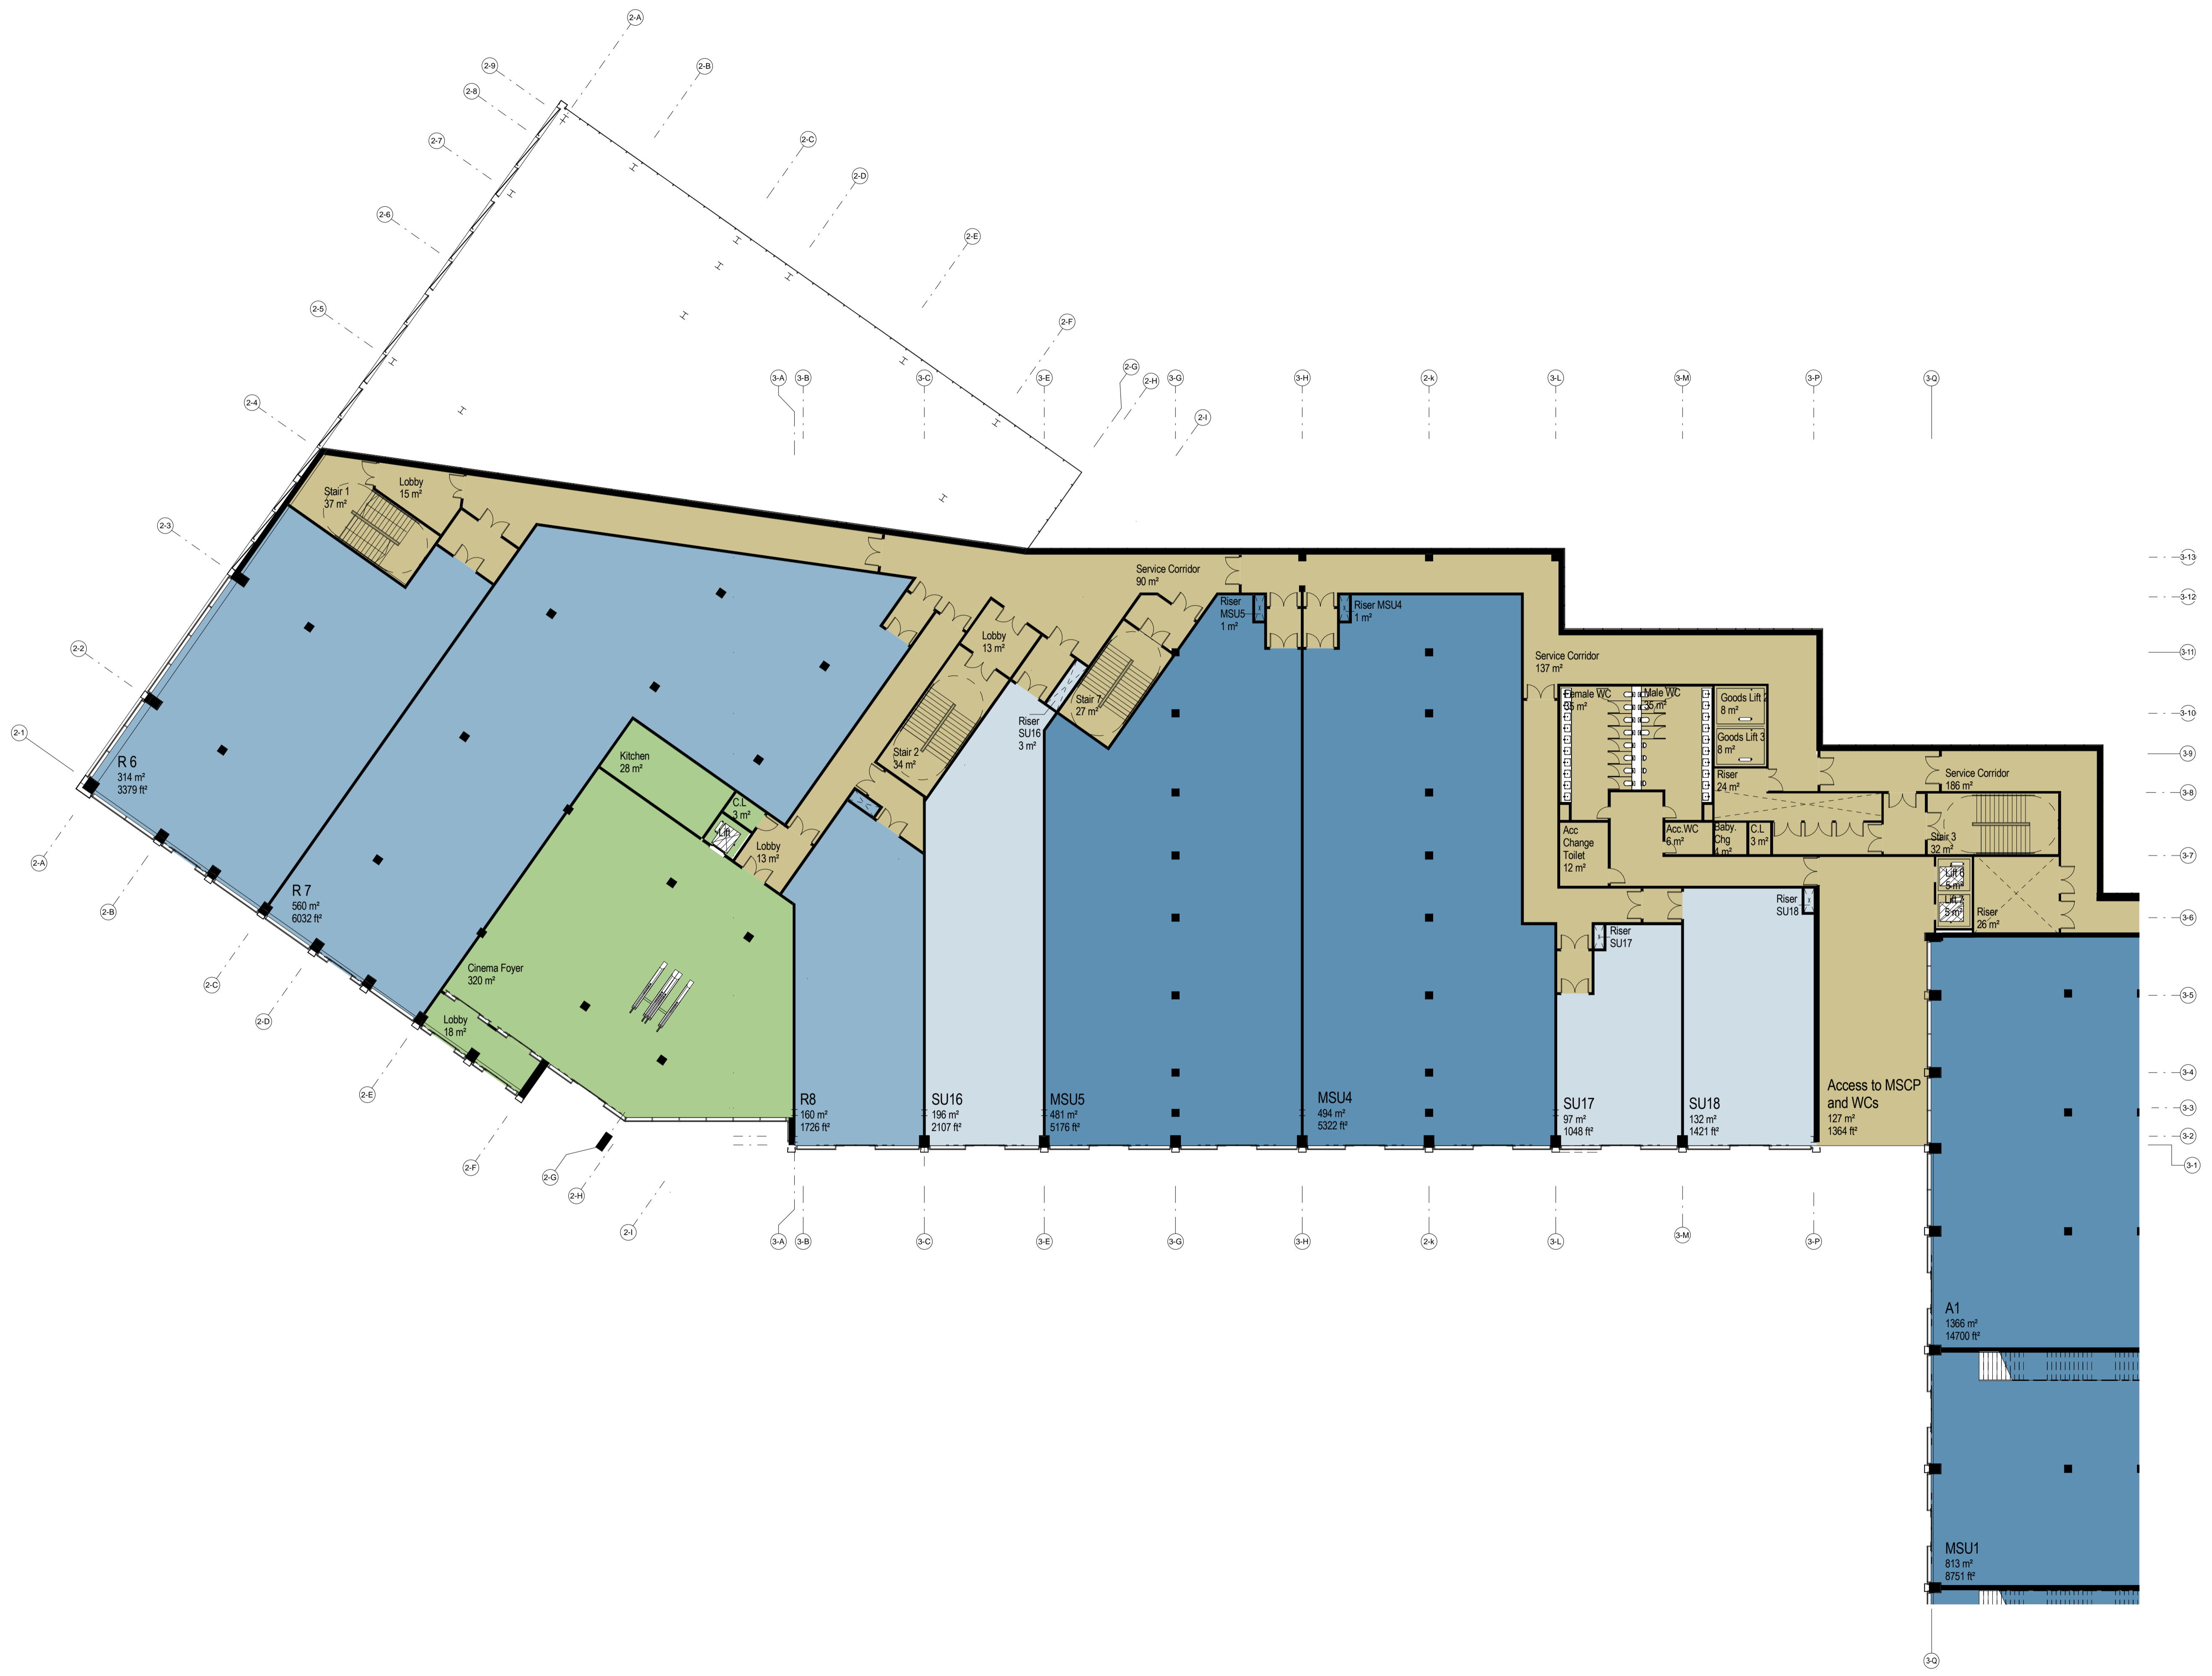 2-A
2-9
2-B
2-8
2-7
2-C
2-D
2-6
2-E
2-5
2-F
2-G
2-H
3-A
3-B
3-C
3-E
3-G
3-H
2-k
3-L
3-M
3-P
3-Q
2-4
2-I
Stair 1
37 m²
Lobby
15 m²
2-3
3-13
Service Corridor
90 m²
3-12
Riser
MSU5
1 m²
Riser MSU4
1 m²
Lobby
13 m²
2-2
3-11
Service Corridor
137 m²
Female WC
35 m²
Male WC
35 m²
Goods Lift 2
8 m²
Stair 7
27 m²
3-10
Riser
SU16
3 m²
2-1
Goods Lift 3
8 m²
3-9
Stair 2
34 m²
Kitchen
28 m²
R 6
314 m²
3379 ft²
Riser
24 m²
Service Corridor
186 m²
3-8
C.L
3 m²
Lift
Lobby
13 m²
Acc
Change
Toilet
12 m²
Acc.WC
6 m²
Baby.
Chg
4 m²
C.L
3 m²
Stair 3
32 m²
3-7
2-A
Lift 6
5 m²
Lift 7
5 m²
R 7
560 m²
6032 ft²
Riser
SU18
Riser
26 m²
3-6
2-B
Riser
SU17
Cinema Foyer
320 m²
2-C
3-5
Lobby
18 m²
2-D
3-4
Access to MSCP
and WCs
127 m²
1364 ft²
2-E
R8
160 m²
1726 ft²
SU16
196 m²
2107 ft²
MSU5
481 m²
5176 ft²
MSU4
494 m²
5322 ft²
SU17
97 m²
1048 ft²
SU18
132 m²
1421 ft²
3-3
3-2
3-1
2-F
2-G
2-H
2-I
3-A
3-B
3-C
3-E
3-G
3-H
2-k
3-L
3-M
3-P
A1
1366 m²
14700 ft²
MSU1
813 m²
8751 ft²
3-Q